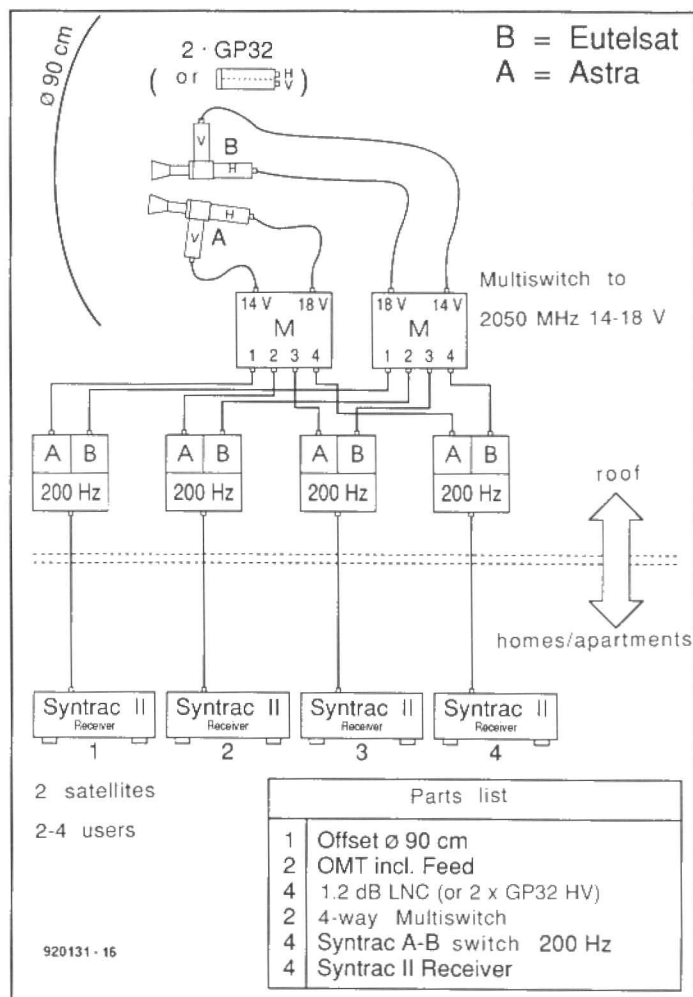 ø 90 cm
2 · GP32
( or H V )
B = Eutelsat
A = Astra
V
B
H
H
V
A
14 V 18 V
M
1 2 3 4
18 V 14 V
M
1 2 3 4
Multiswitch to
2050 MHz 14-18 V
A B
200 Hz
A B
200 Hz
A B
200 Hz
A B
200 Hz
roof
homes/apartments
Syntrac II
Receiver
1
Syntrac II
Receiver
2
Syntrac II
Receiver
3
Syntrac II
Receiver
4
2 satellites
2-4 users
Parts list
1 Offset ø 90 cm
2 OMT incl. Feed
4 1.2 dB LNC (or 2 x GP32 HV)
2 4-way Multiswitch
4 Syntrac A-B switch 200 Hz
4 Syntrac II Receiver
920131 - 16